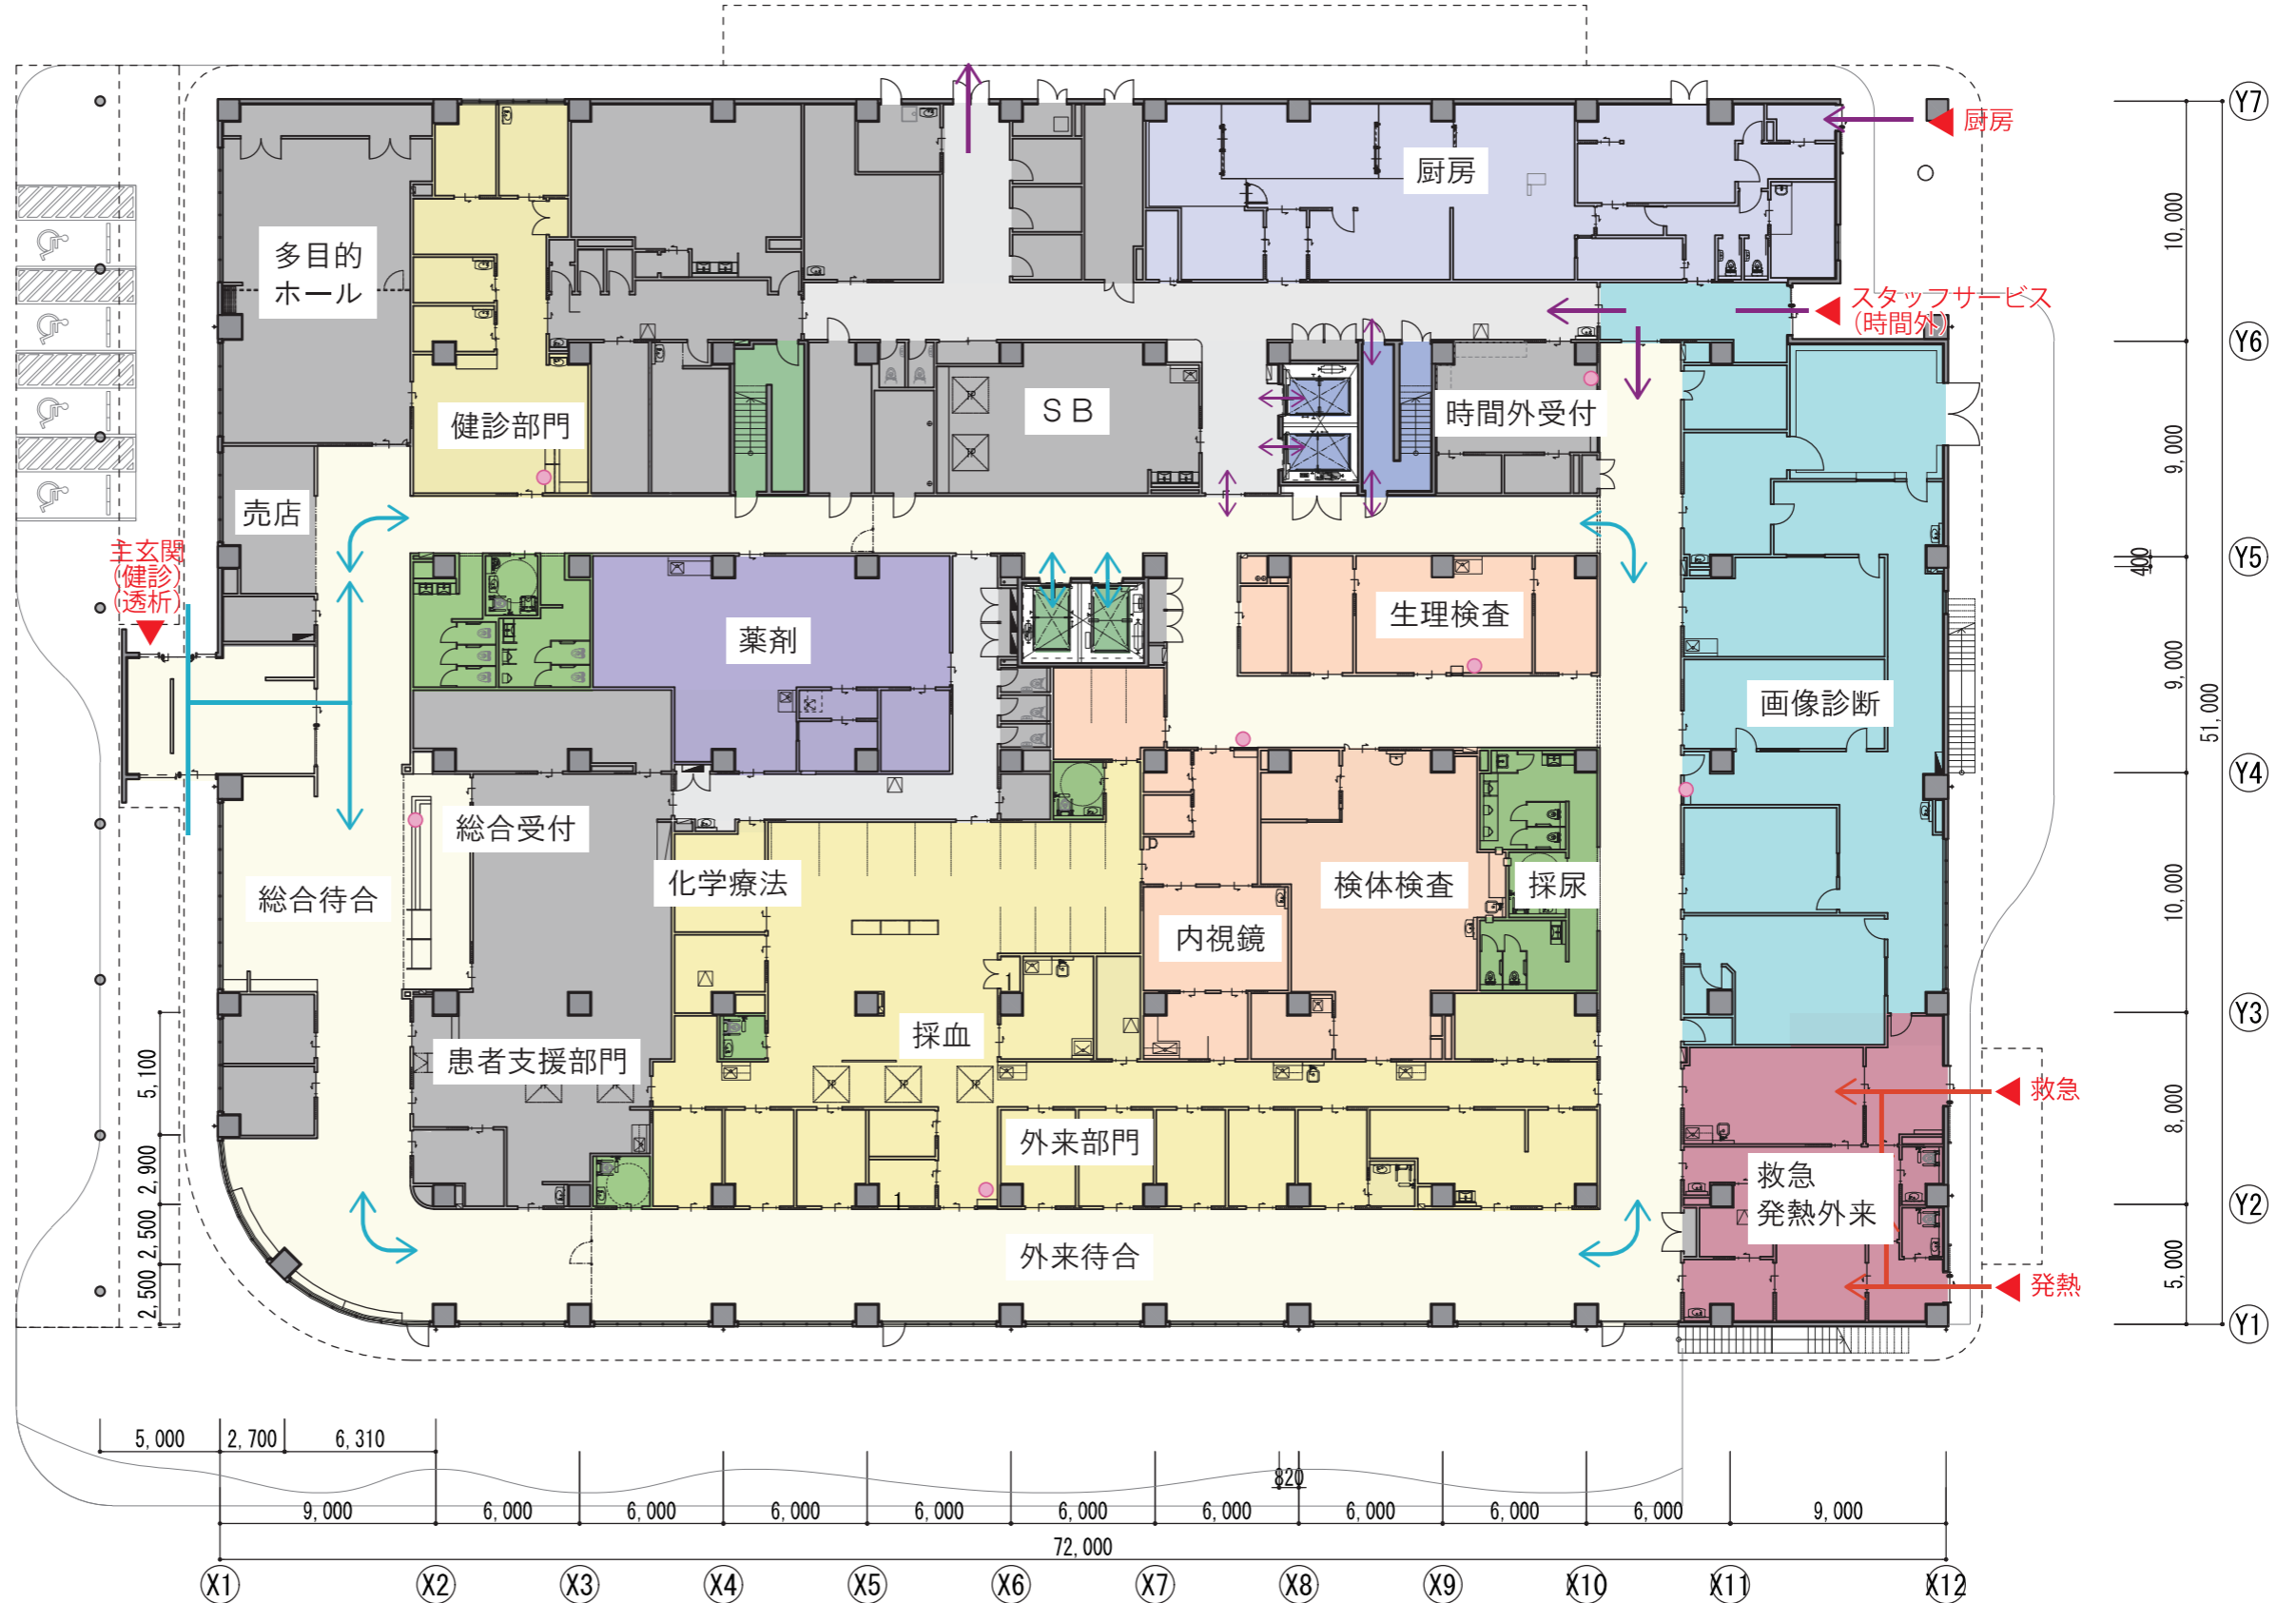 Y7
厨房
10,000
厨房
多目的
ホール
スタッフサービス
(時間外)
Y6
健診部門
SB
時間外受付
9,000
売店
主玄関
(健診)
(透析)
Y5
400
薬剤
生理検査
9,000
画像診断
51,000
Y4
総合受付
総合待合
化学療法
検体検査
採尿
10,000
内視鏡
1
Y3
採血
患者支援部門
5,100
救急
8,000
外来部門
救急
発熱外来
2,900
1
Y2
2,500
外来待合
5,000
2,500
発熱
Y1
5,000
2,700
6,310
820
9,000
6,000
6,000
6,000
6,000
6,000
6,000
6,000
6,000
6,000
9,000
72,000
X1
X2
X3
X4
X5
X6
X7
X8
X9
X10
X11
X12